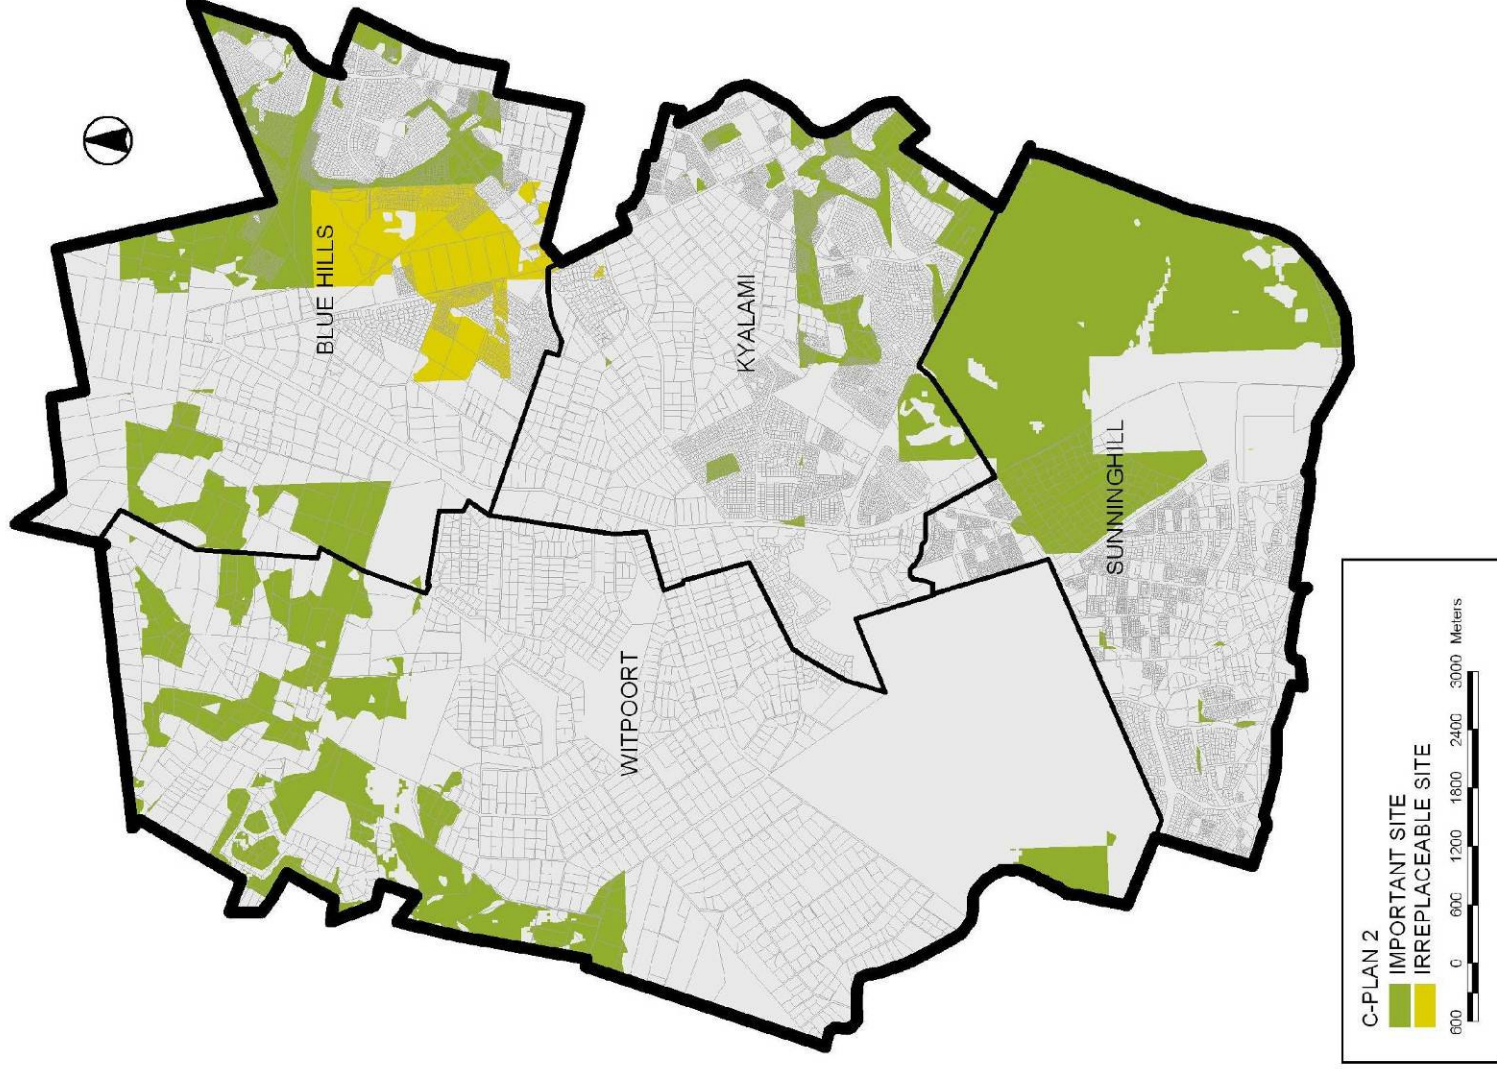 BLUE HILLS
KYALAMI
WITPOORT
SUNNINGHILL
C-PLAN 2
IMPORTANT SITE
IRREPLACEABLE SITE
600 0 600 1200 1800 2400 3000 Meters